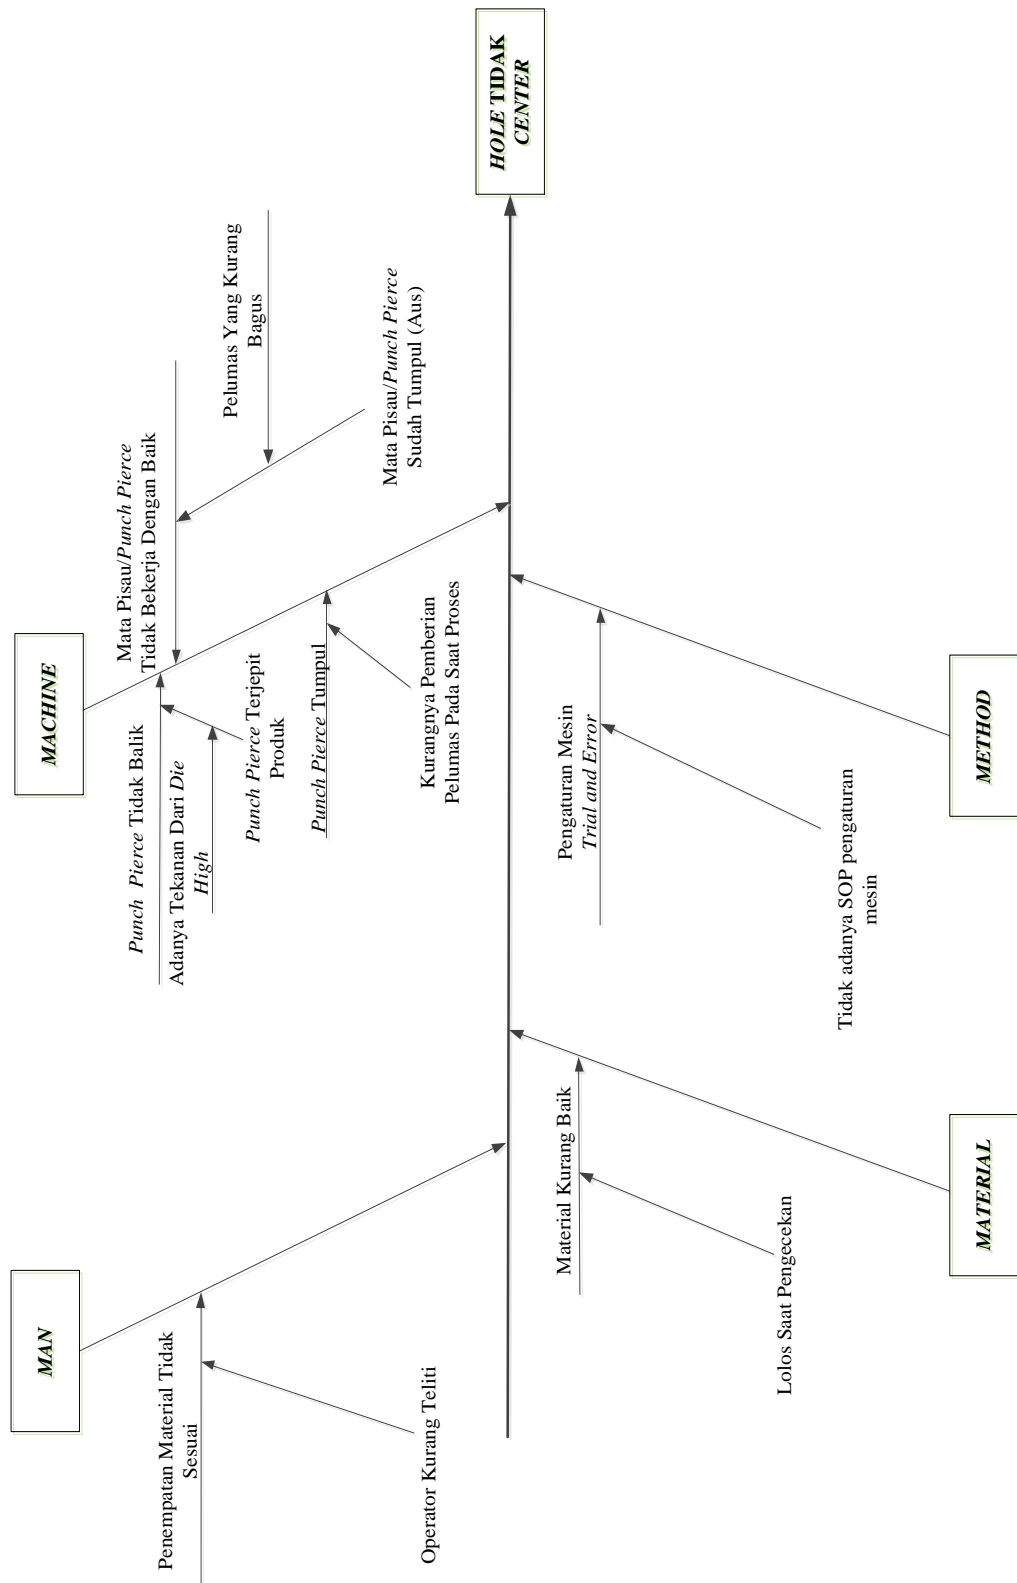 MAN
MACHINE
Penempatan Material Tidak
Sesuai
Operator Kurang Teliti
Punch Pierce Tidak Balik
Adanya Tekanan Dari Die
High
Punch Pierce Terjepit
Produk
Punch Pierce Tumpul
Kurangnya Pemberian
Pelumas Pada Saat Proses
Mata Pisau/Punch Pierce
Tidak Bekerja Dengan Baik
Pelumas Yang Kurang
Bagus
Mata Pisau/Punch Pierce
Sudah Tumpul (Aus)
HOLE TIDAK
CENTER
Material Kurang Baik
Lolos Saat Pengecekan
Pengaturan Mesin
Trial and Error
Tidak adanya SOP pengaturan
mesin
MATERIAL
METHOD